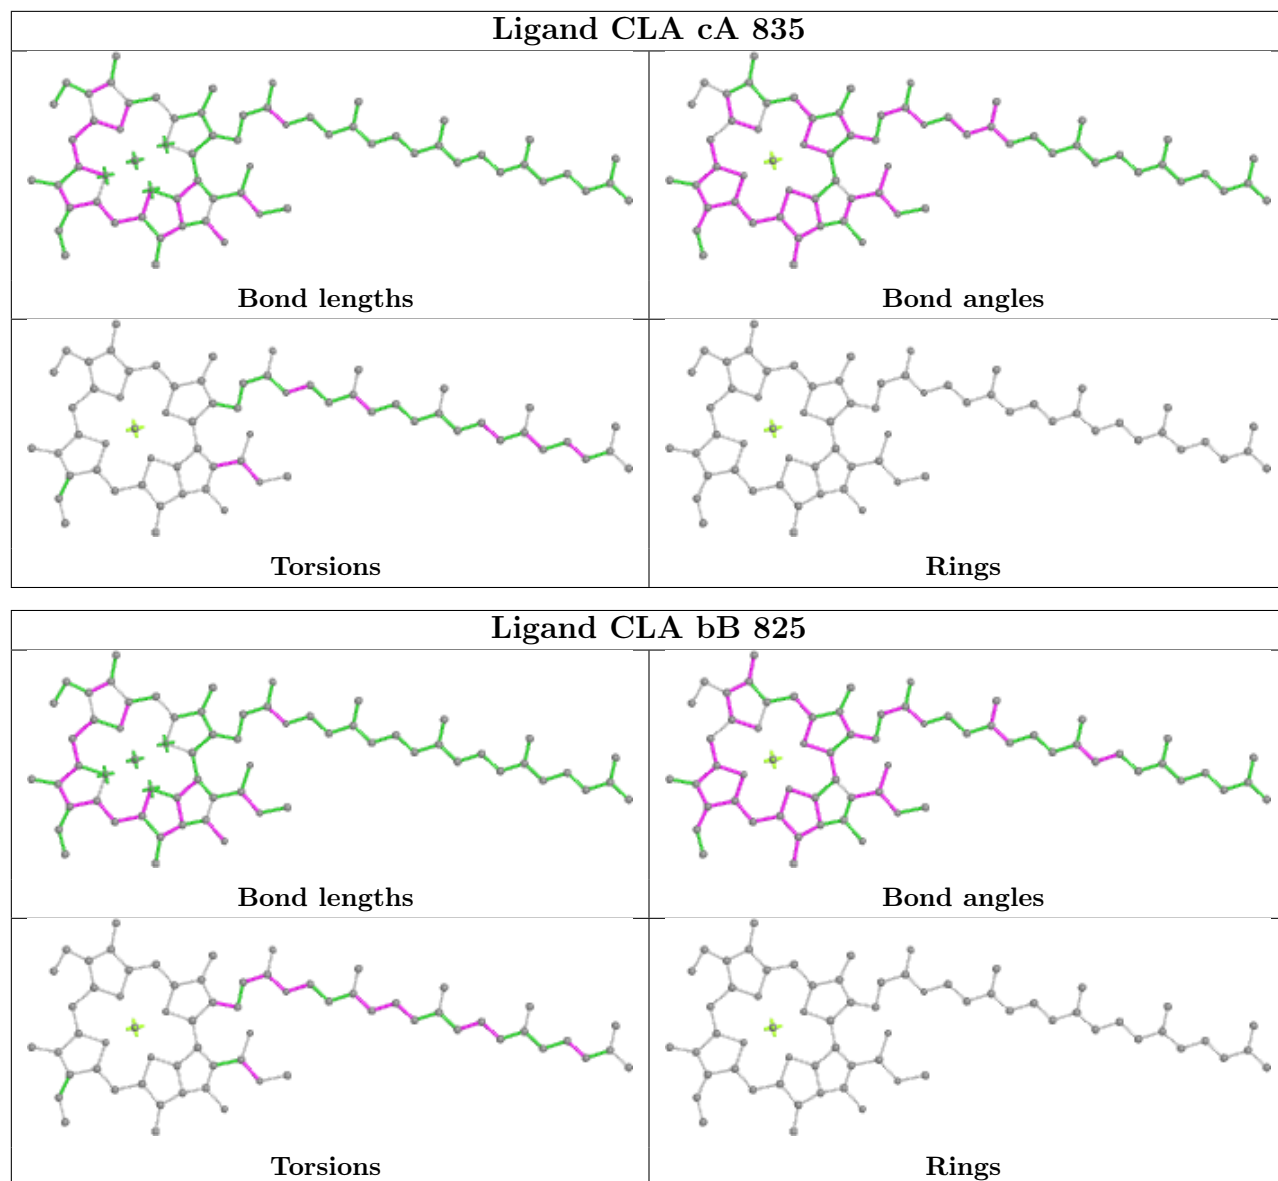 Ligand CLA cA 835
Bond lengths
Bond angles
Torsions
Rings
Ligand CLA bB 825
Bond lengths
Bond angles
Torsions
Rings